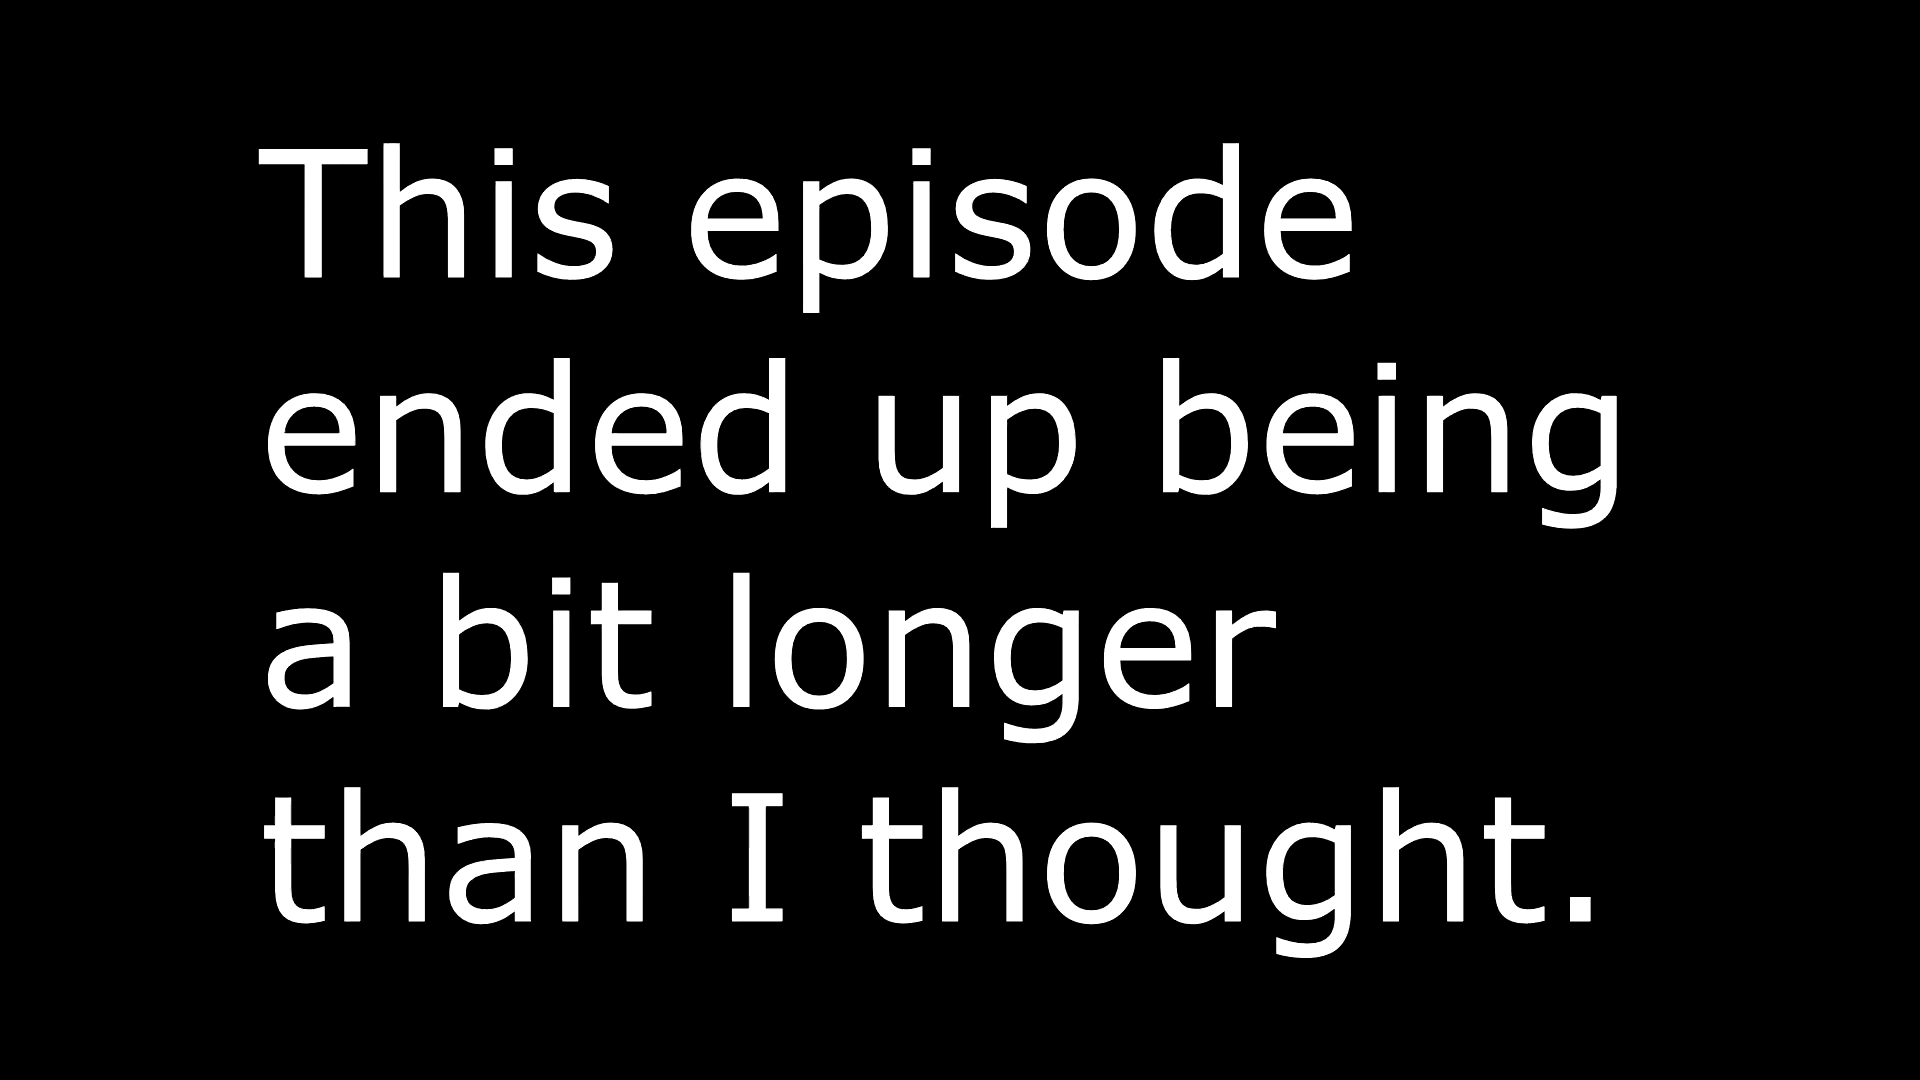 This episode
ended up being
a bit longer
than I thought.